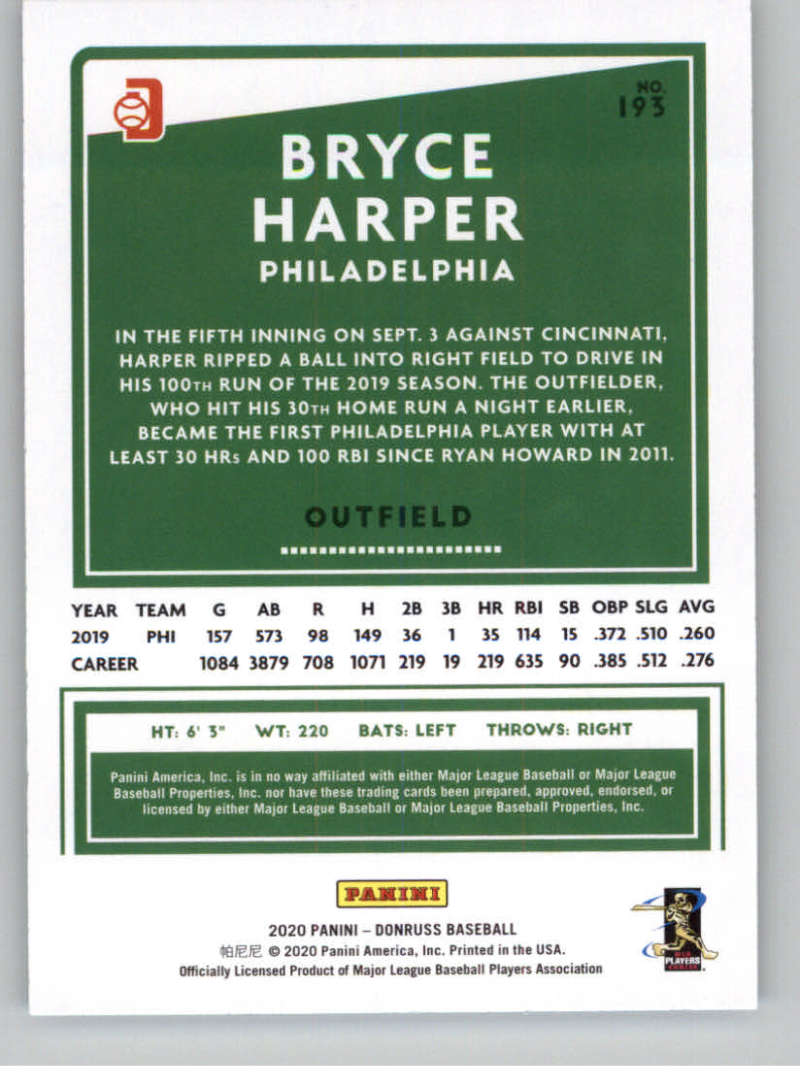 NO.
193
BRYCE
HARPER
PHILADELPHIA
IN THE FIFTH INNING ON SEPT. 3 AGAINST CINCINNATI,
HARPER RIPPED A BALL INTO RIGHT FIELD TO DRIVE IN
HIS 100TH RUN OF THE 2019 SEASON. THE OUTFIELDER,
WHO HIT HIS 30TH HOME RUN A NIGHT EARLIER,
BECAME THE FIRST PHILADELPHIA PLAYER WITH AT
LEAST 30 HRs AND 100 RBI SINCE RYAN HOWARD IN 2011.
OUTFIELD
YEAR TEAM G AB R H 2B 3B HR RBI SB OBP SLG AVG
2019 PHI 157 573 98 149 36 1 35 114 15 .372 .510 .260
CAREER 1084 3879 708 1071 219 19 219 635 90 .385 .512 .276
HT: 6' 3" WT: 220 BATS: LEFT THROWS: RIGHT
Panini America, Inc. is in no way affiliated with either Major League Baseball or Major League
Baseball Properties, Inc. nor have these trading cards been prepared, approved, endorsed, or
licensed by either Major League Baseball or Major League Baseball Properties, Inc.
PANINI
2020 PANINI – DONRUSS BASEBALL
帕尼尼 © 2020 Panini America, Inc. Printed in the USA.
Officially Licensed Product of Major League Baseball Players Association
PLAYERS